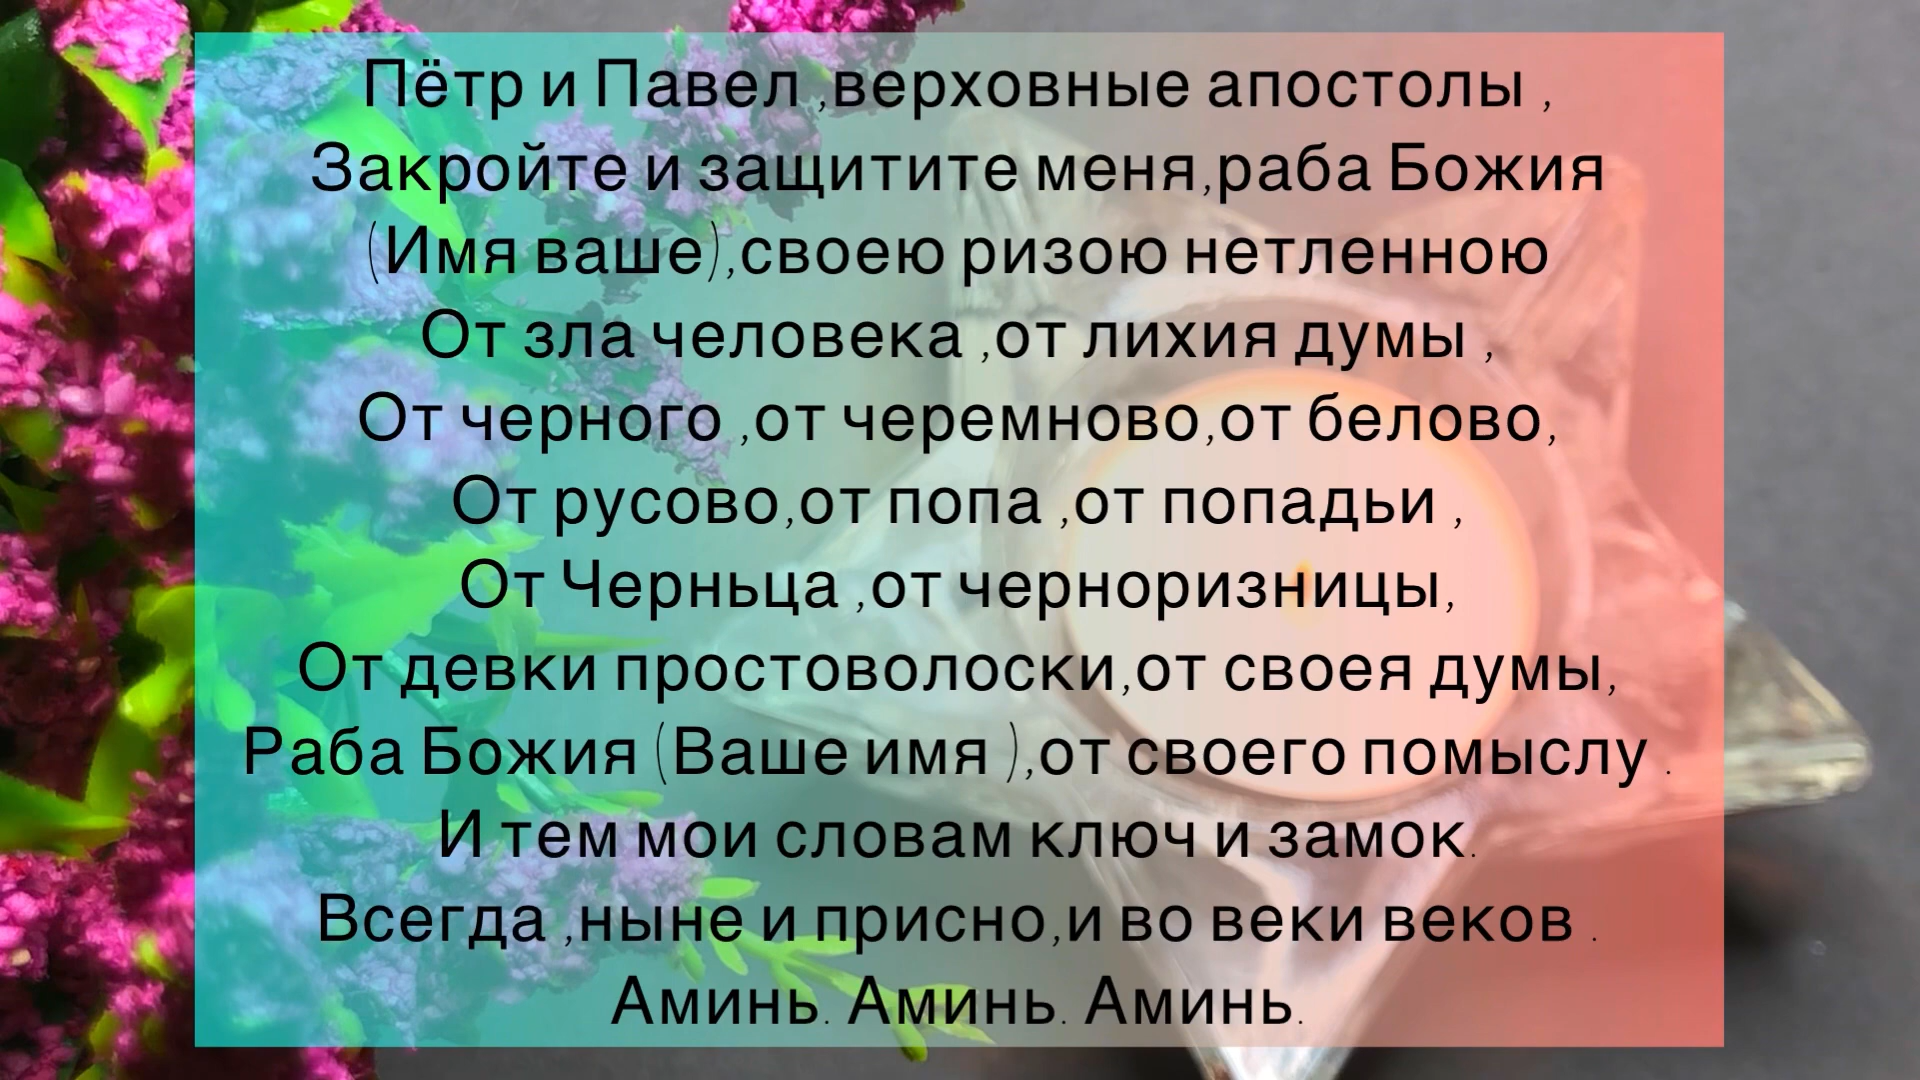 Пётр и Павел ,верховные апостолы ,
Закройте и защитите меня,раба Божия
(Имя ваше),своею ризою нетленною
От зла человека ,от лихия думы ,
От черного ,от черемново,от белово,
От русово,от попа ,от попадьи ,
От Черньца ,от черноризницы,
От девки простоволоски,от своея думы,
Раба Божия (Ваше имя ),от своего помыслу .
И тем мои словам ключ и замок.
Всегда ,ныне и присно,и во веки веков .
Аминь. Аминь. Аминь.